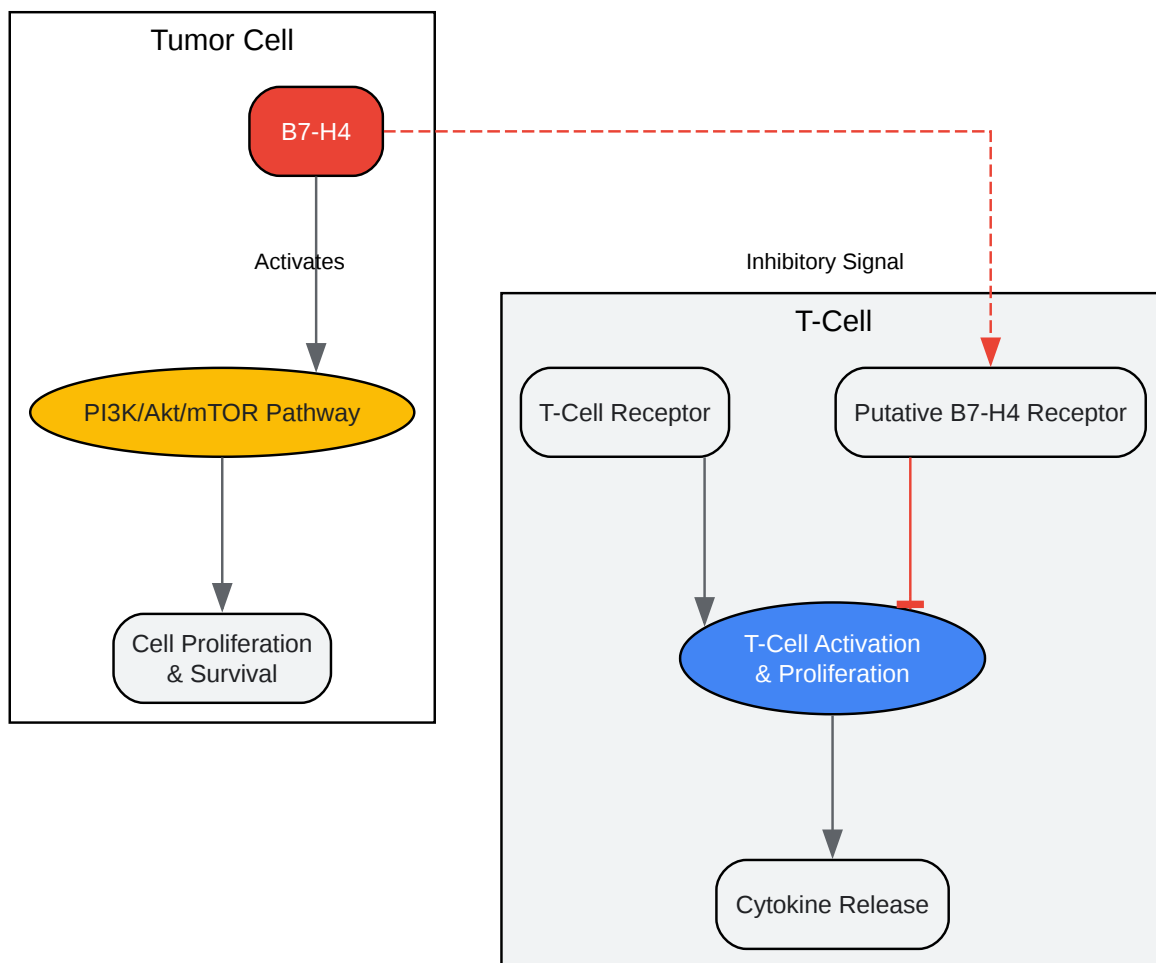 Tumor Cell
B7-H4
Activates
Inhibitory Signal
T-Cell
PI3K/Akt/mTOR Pathway
T-Cell Receptor
Putative B7-H4 Receptor
Cell Proliferation
& Survival
T-Cell Activation
& Proliferation
Cytokine Release